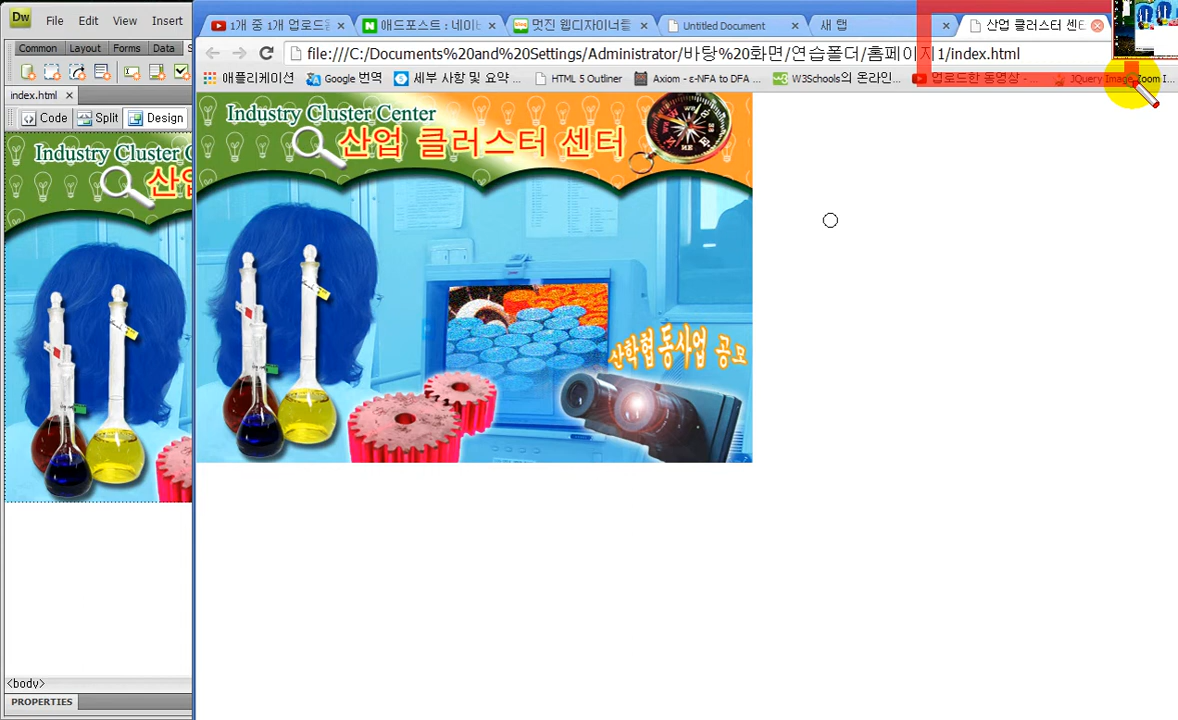 Dw File Edit View Insert
Common Layout Forms Data
index.html
Code Split Design
Industry Cluster C
산업
<body>
PROPERTIES
1개 중 1개 업로드
애드포스트 : 네이버
멋진 웹디자이너를
Untitled Document
새 탭
산업 클러스터 센터
file:///C:/Documents%20and%20Settings/Administrator/바탕%20화면/연습폴더/홈페이지1/index.html
애플리케이션
Google 번역
세부 사항 및 요약 ...
HTML 5 Outliner
Axiom - ε-NFA to DFA ...
W3Schools의 온라인...
업로드한 동영상 - ...
JQuery Image Zoom I...
Industry Cluster Center
산업 클러스터 센터
산학협동사업 공모